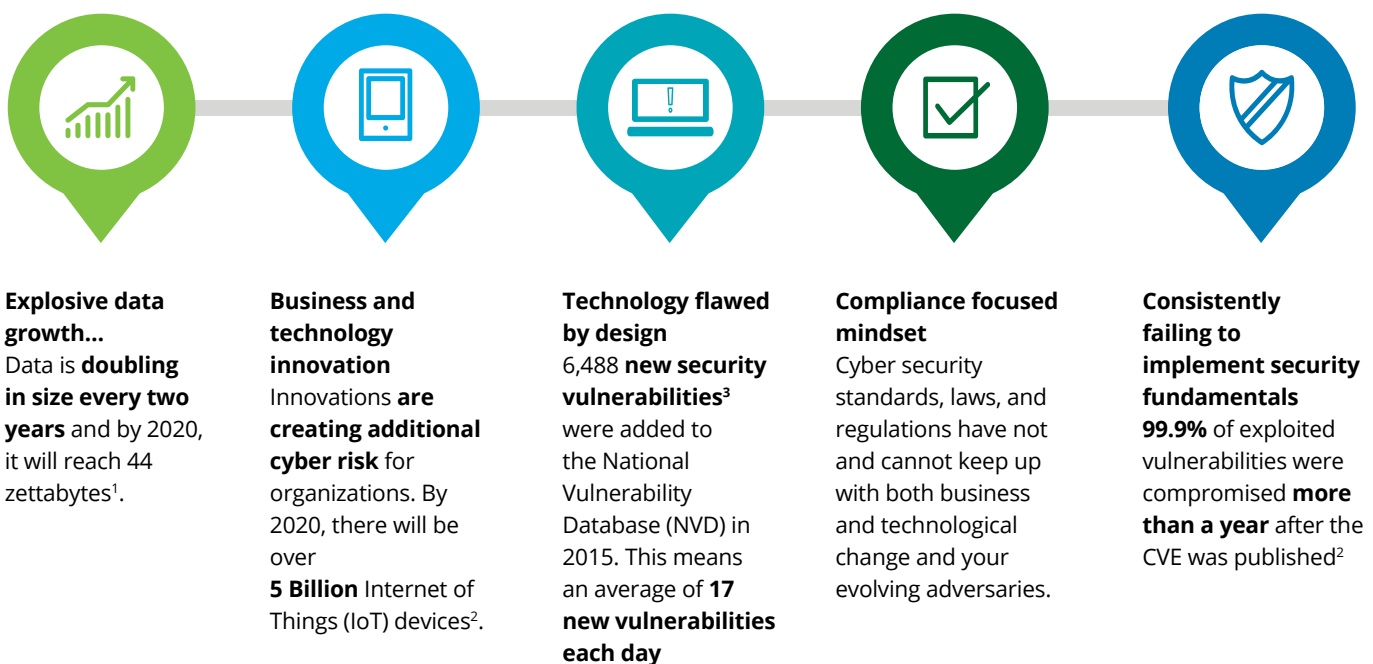 Explosive data
growth...
Data is doubling
in size every two
years and by 2020,
it will reach 44
zettabytes¹.
Business and
technology
innovation
Innovations are
creating additional
cyber risk for
organizations. By
2020, there will be
over
5 Billion Internet of
Things (IoT) devices².
Technology flawed
by design
6,488 new security
vulnerabilities³
were added to
the National
Vulnerability
Database (NVD) in
2015. This means
an average of 17
new vulnerabilities
each day
Compliance focused
mindset
Cyber security
standards, laws, and
regulations have not
and cannot keep up
with both business
and technological
change and your
evolving adversaries.
Consistently
failing to
implement security
fundamentals
99.9% of exploited
vulnerabilities were
compromised more
than a year after the
CVE was published²